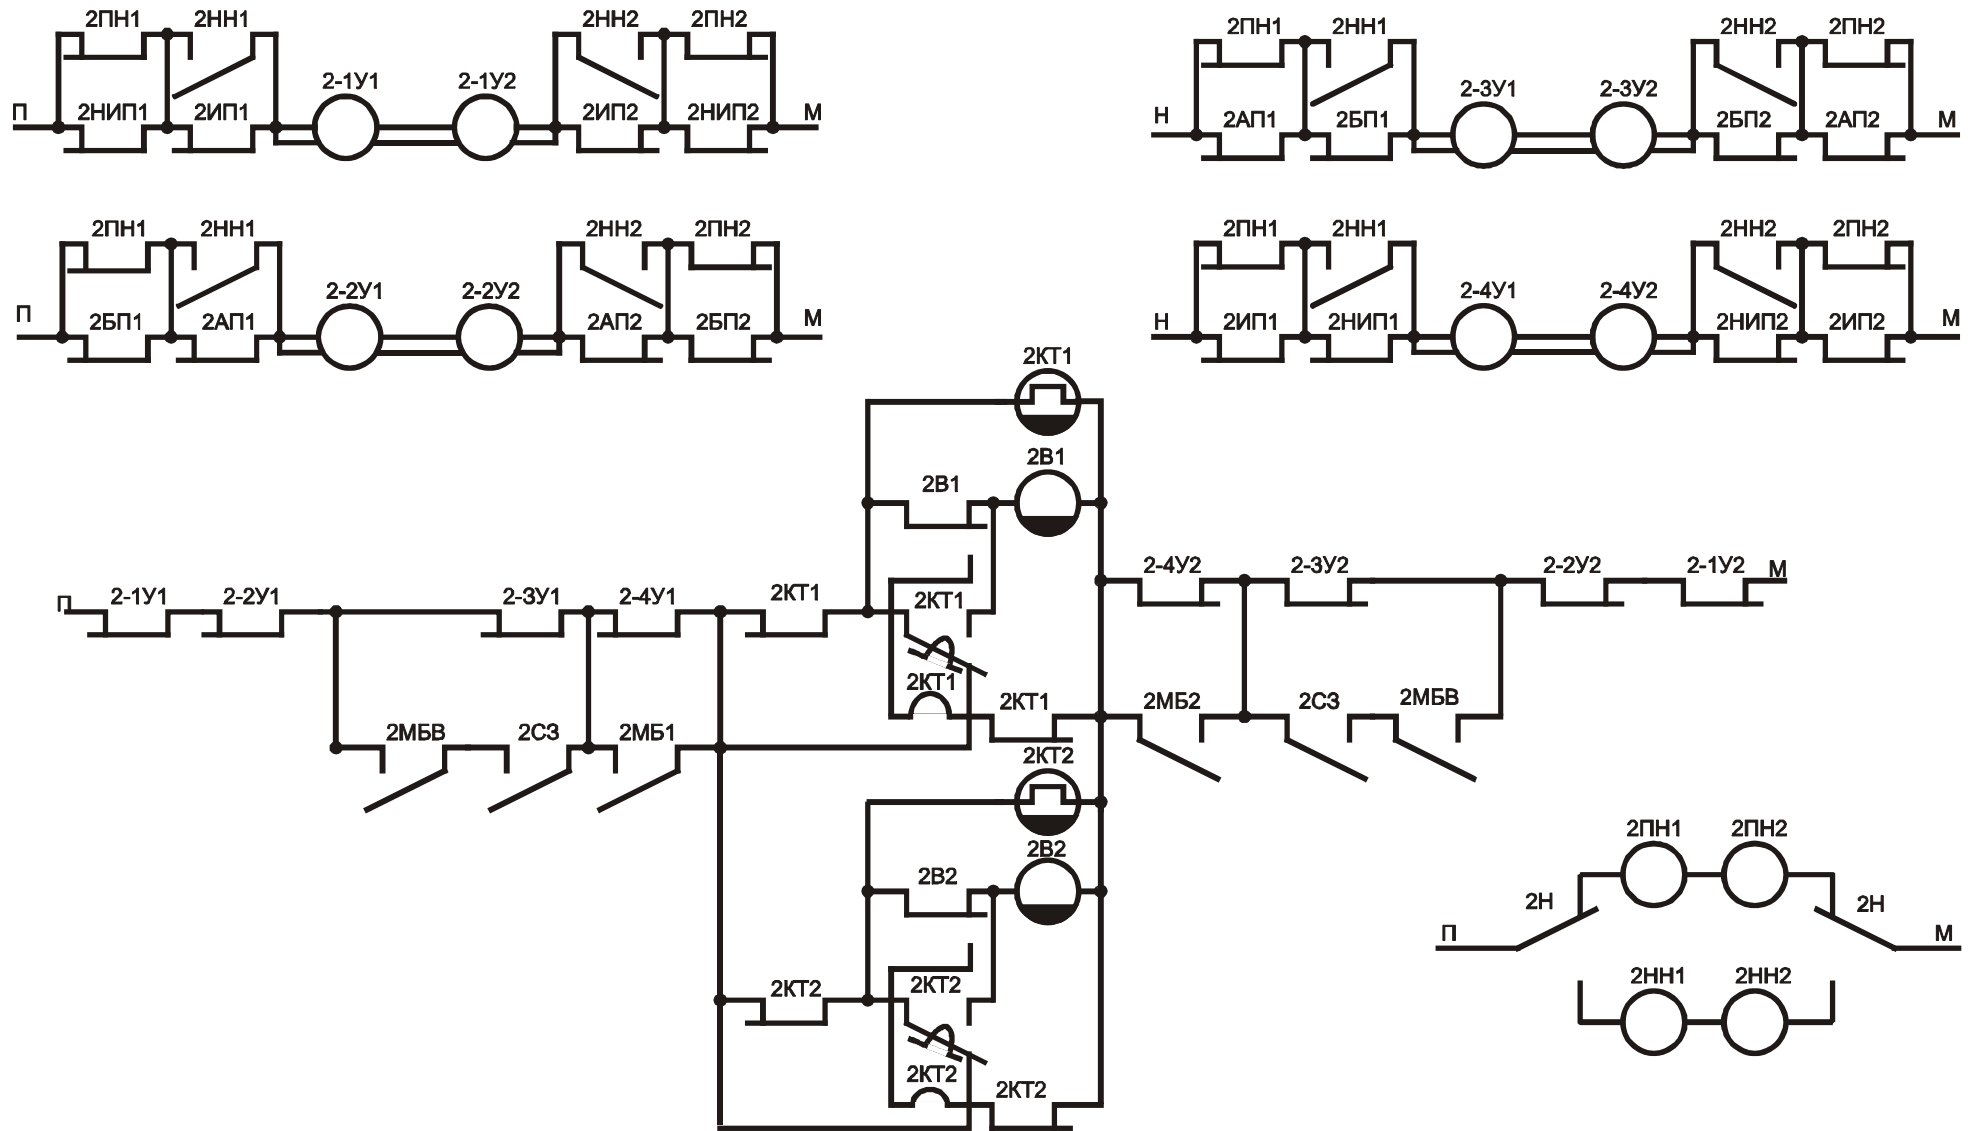 2ПН1 2НН1 2НН2 2ПН2
2-1У1 2-1У2
П 2НИП1 2ИП1 2ИП2 2НИП2 М
2ПН1 2НН1 2НН2 2ПН2
2-3У1 2-3У2
Н 2АП1 2БП1 2БП2 2АП2 М
2ПН1 2НН1 2НН2 2ПН2
2-2У1 2-2У2
П 2БП1 2АП1 2АП2 2БП2 М
2ПН1 2НН1 2НН2 2ПН2
2-4У1 2-4У2
Н 2ИП1 2НИП1 2НИП2 2ИП2 М
2КТ1
2В1
2В1
П 2-1У1 2-2У1 2-3У1 2-4У1 2КТ1 2КТ1 2-4У2 2-3У2 2-2У2 2-1У2 М
2КТ1 2КТ1 2МБ2 2СЗ 2МБВ
2МБВ 2СЗ 2МБ1
2КТ2
2В2
2В2
2КТ2 2КТ2
2КТ2 2КТ2
2ПН1 2ПН2
2Н 2Н
П М
2НН1 2НН2